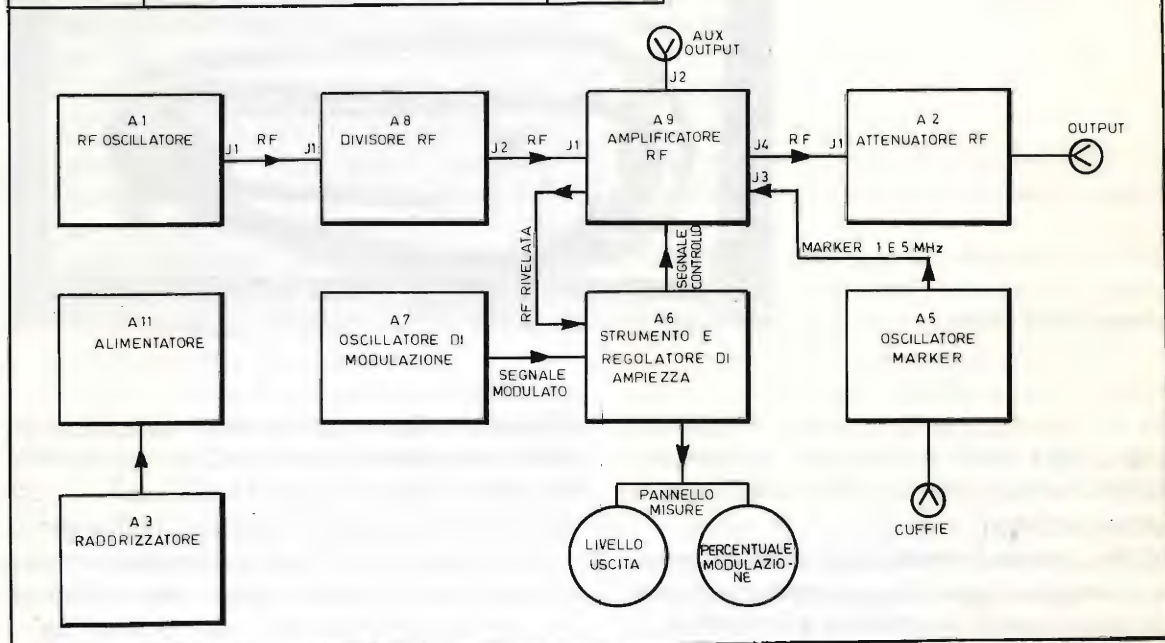 AUX
OUTPUT
J2
A1
RF OSCILLATORE
J1
RF
J1
A8
DIVISORE RF
J2
RF
J1
A9
AMPLIFICATORE
RF
J4
RF
J1
J3
A2
ATTENUATORE RF
OUTPUT
RF RIVELATA
SEGNALE
CONTROLLO
MARKER 1 E 5 MHz
A11
ALIMENTATORE
A7
OSCILLATORE DI
MODULAZIONE
SEGNALE
MODULATO
A6
STRUMENTO E
REGOLATORE DI
AMPIEZZA
A5
OSCILLATORE
MARKER
A3
RADDRIZZATORE
PANNELLO
MISURE
LIVELLO
USCITA
PERCENTUALE
MODULAZIO-
NE
CUFFIE